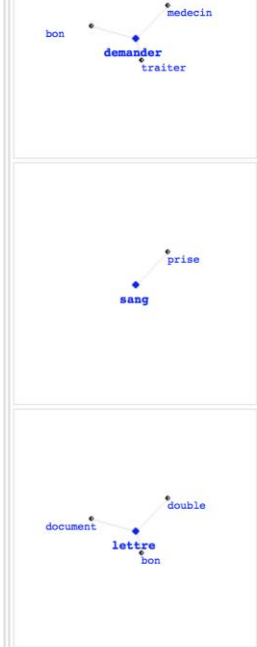 medecin
bon
demander
traiter
prise
sang
double
document
lettre
bon